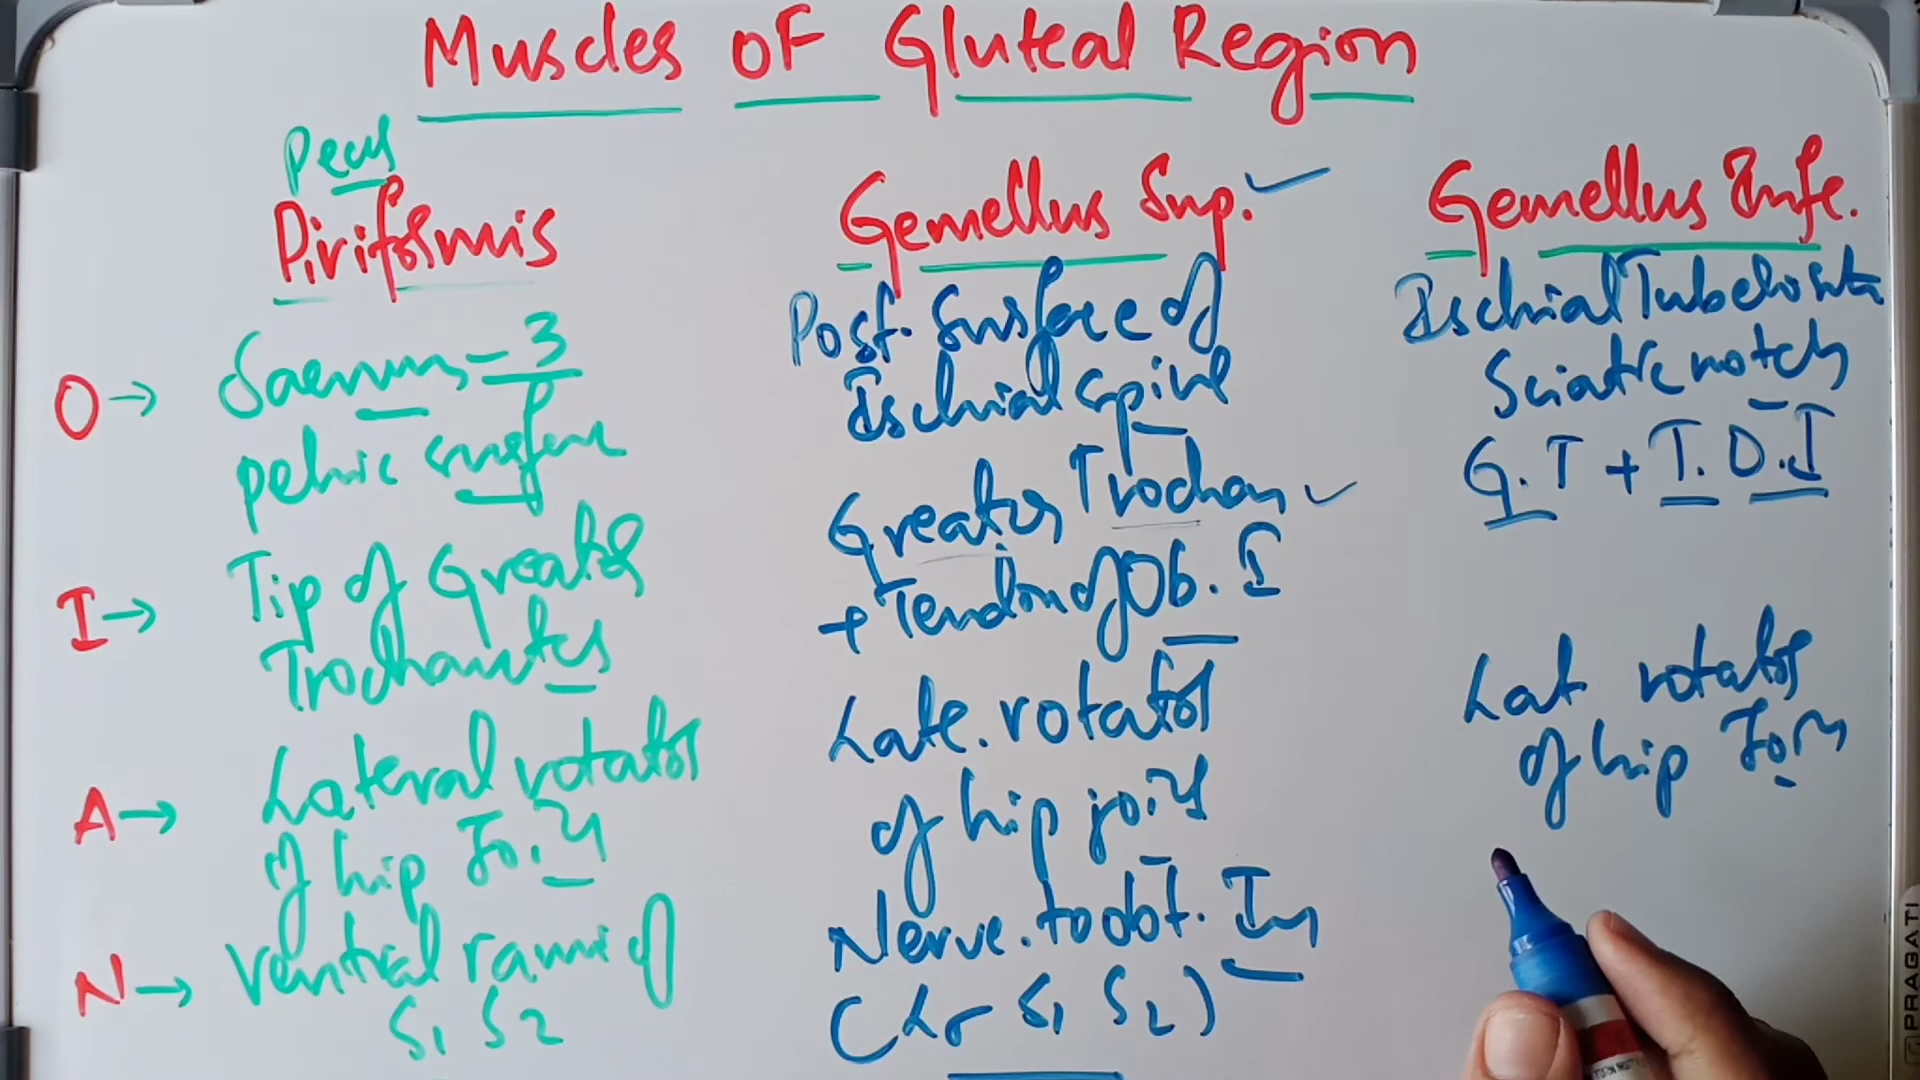 Muscles of Gluteal Region
Pear
Piriformis
Gemellus Sup.
Gemellus Infe.
O→
Sacrum - 3
pelvic surface
Post. Surface of
Ischial spine
Ischial Tuberosity
Sciatic notch
I→
Tip of Greater
Trochanter
Greater Trochan
+ Tendon of Ob. I
G.T + T.O.I
A→
Lateral rotator
of hip Joint
Late. rotator
of hip joint
Lat rotator
of hip Join
N→
ventral rami of
S1 S2
Nerve. to obt. In
(L5 S1 S2)
PRAGATI